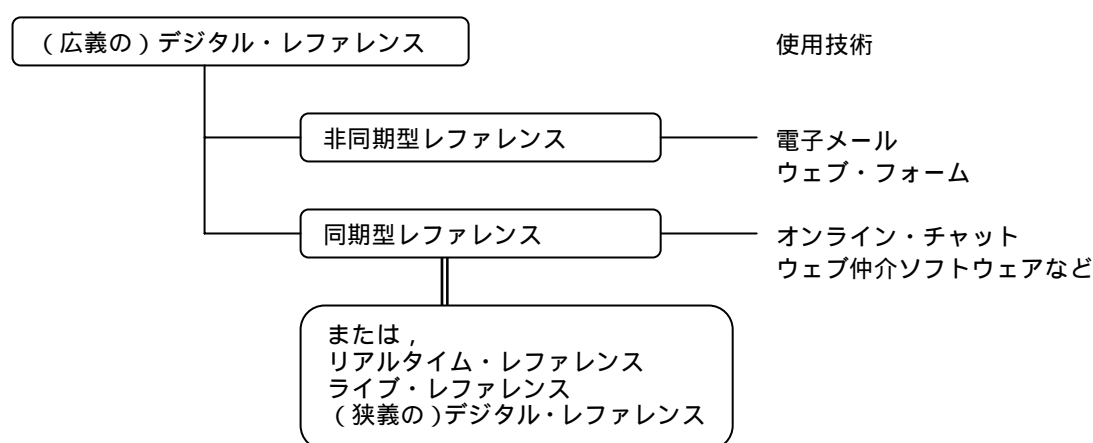 (広義の)デジタル・レファレンス
使用技術
非同期型レファレンス
電子メール
ウェブ・フォーム
同期型レファレンス
オンライン・チャット
ウェブ仲介ソフトウェアなど
または,
リアルタイム・レファレンス
ライブ・レファレンス
(狭義の)デジタル・レファレンス